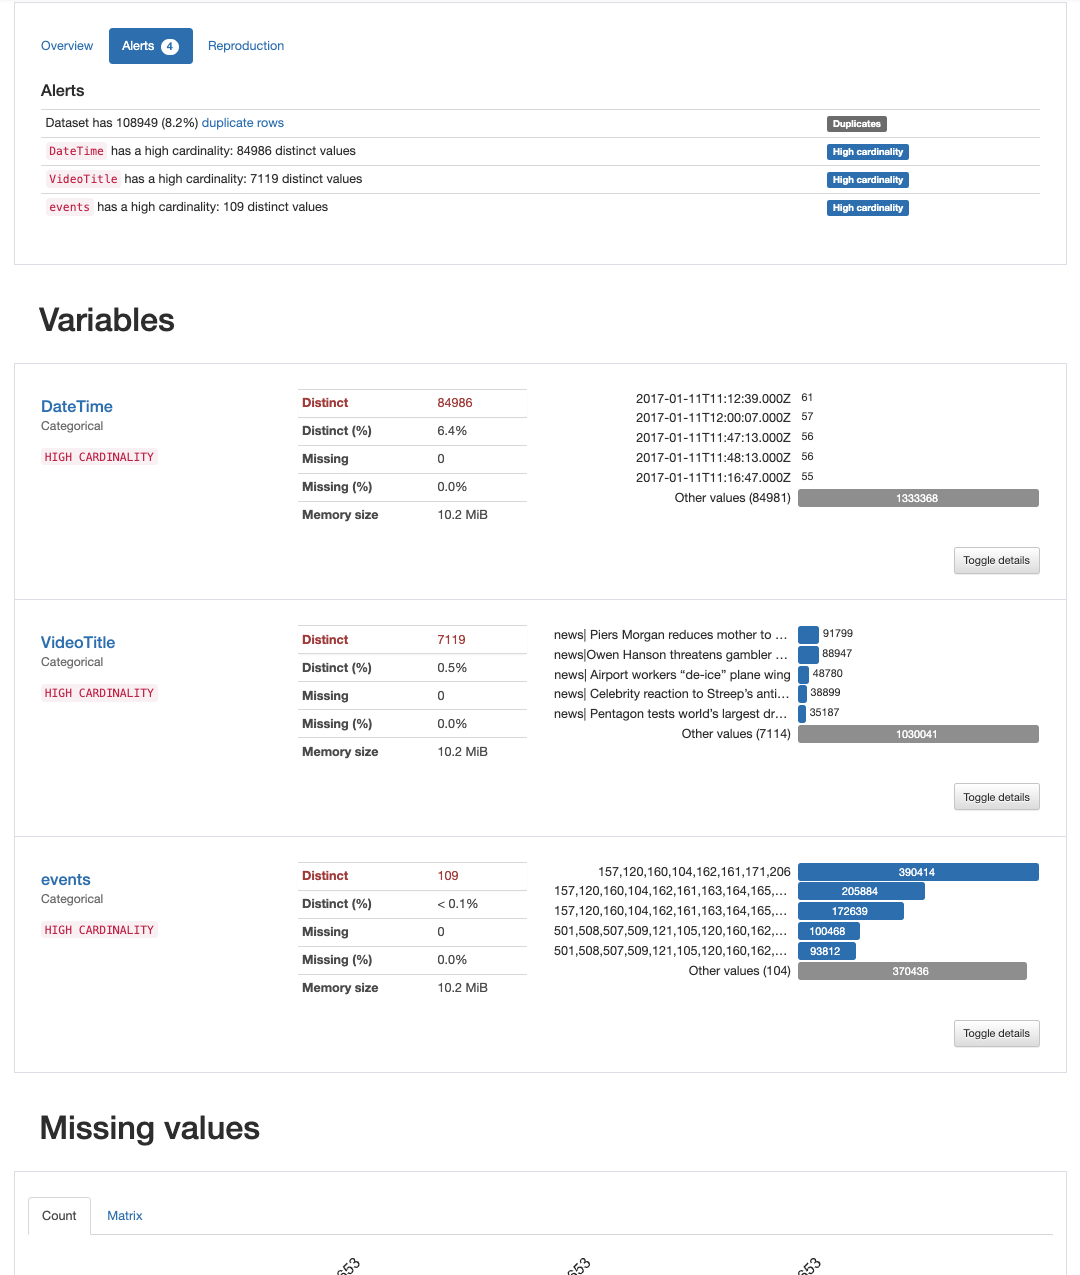 Overview Alerts 4 Reproduction
Alerts
Dataset has 108949 (8.2%) duplicate rows Duplicates
DateTime has a high cardinality: 84986 distinct values High cardinality
VideoTitle has a high cardinality: 7119 distinct values High cardinality
events has a high cardinality: 109 distinct values High cardinality
Variables
DateTime
Categorical
HIGH CARDINALITY
Distinct 84986
Distinct (%) 6.4%
Missing 0
Missing (%) 0.0%
Memory size 10.2 MiB
2017-01-11T11:12:39.000Z 61
2017-01-11T12:00:07.000Z 57
2017-01-11T11:47:13.000Z 56
2017-01-11T11:48:13.000Z 56
2017-01-11T11:16:47.000Z 55
Other values (84981) 1333368
Toggle details
VideoTitle
Categorical
HIGH CARDINALITY
Distinct 7119
Distinct (%) 0.5%
Missing 0
Missing (%) 0.0%
Memory size 10.2 MiB
news| Piers Morgan reduces mother to ... 91799
news|Owen Hanson threatens gambler ... 88947
news| Airport workers “de-ice” plane wing 48780
news| Celebrity reaction to Streep’s anti... 38899
news| Pentagon tests world’s largest dr... 35187
Other values (7114) 1030041
Toggle details
events
Categorical
HIGH CARDINALITY
Distinct 109
Distinct (%) < 0.1%
Missing 0
Missing (%) 0.0%
Memory size 10.2 MiB
157,120,160,104,162,161,171,206 390414
157,120,160,104,162,161,163,164,165,... 205884
157,120,160,104,162,161,163,164,165,... 172639
501,508,507,509,121,105,120,160,162,... 100468
501,508,507,509,121,105,120,160,162,... 93812
Other values (104) 370436
Toggle details
Missing values
Count Matrix
653 653 653